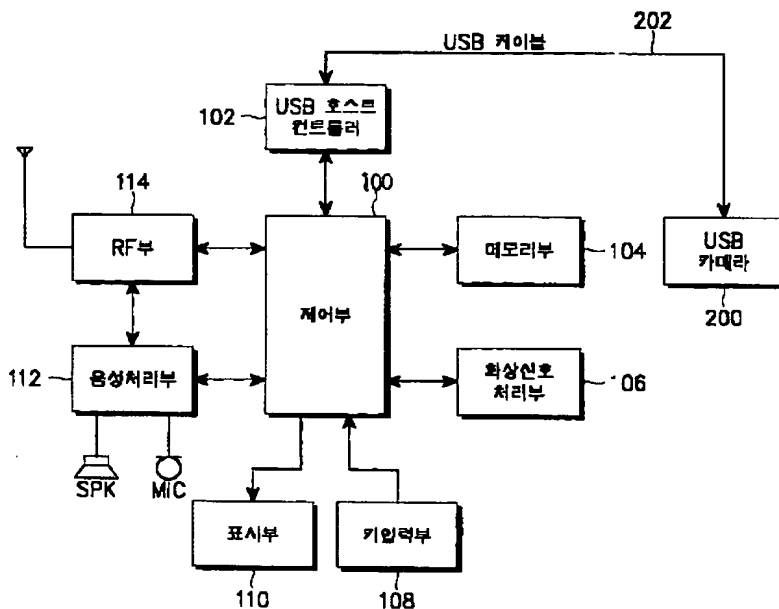 USB 케이블
202
102
USB 호스트
컨트롤러
114
100
RF부
메모리부
104
USB
카메라
200
제어부
112
음성처리부
화상신호
처리부
106
SPK
MIC
표시부
키입력부
110
108